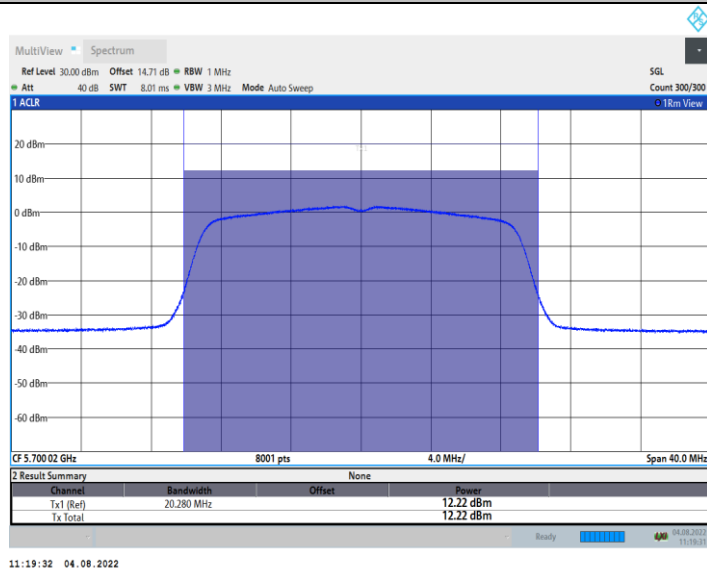 MultiView Spectrum
Ref Level 30.00 dBm Offset 14.71 dB RBW 1 MHz SGL
Att 40 dB SWT 8.01 ms VBW 3 MHz Mode Auto Sweep Count 300/300
1 ACLR 1Rm View
20 dBm
10 dBm
0 dBm
-10 dBm
-20 dBm
-30 dBm
-40 dBm
-50 dBm
-60 dBm
CF 5.700 02 GHz 8001 pts 4.0 MHz/ Span 40.0 MHz
2 Result Summary None
Channel Bandwidth Offset Power
Tx1 (Ref) 20.280 MHz 12.22 dBm
Tx Total 12.22 dBm
Ready 04.08.2022
11:19:31
11:19:32 04.08.2022